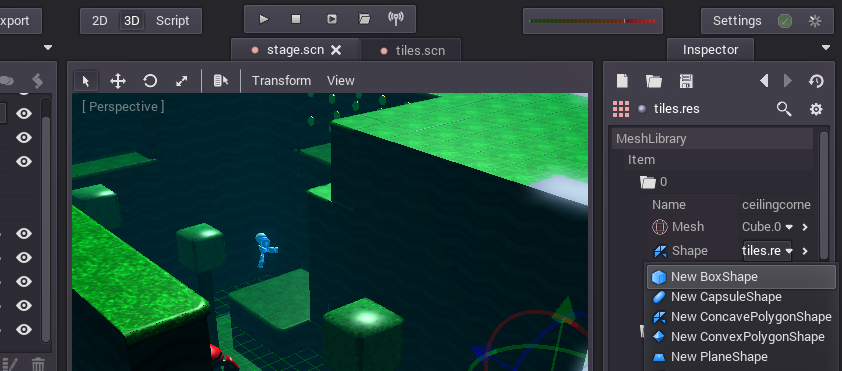 xport
2D 3D Script
Settings
stage.scn
tiles.scn
Inspector
Transform View
[ Perspective ]
tiles.res
MeshLibrary
Item
0
Name ceilingcorne
Mesh Cube.0
Shape tiles.re
New BoxShape
New CapsuleShape
New ConcavePolygonShape
New ConvexPolygonShape
New PlaneShape